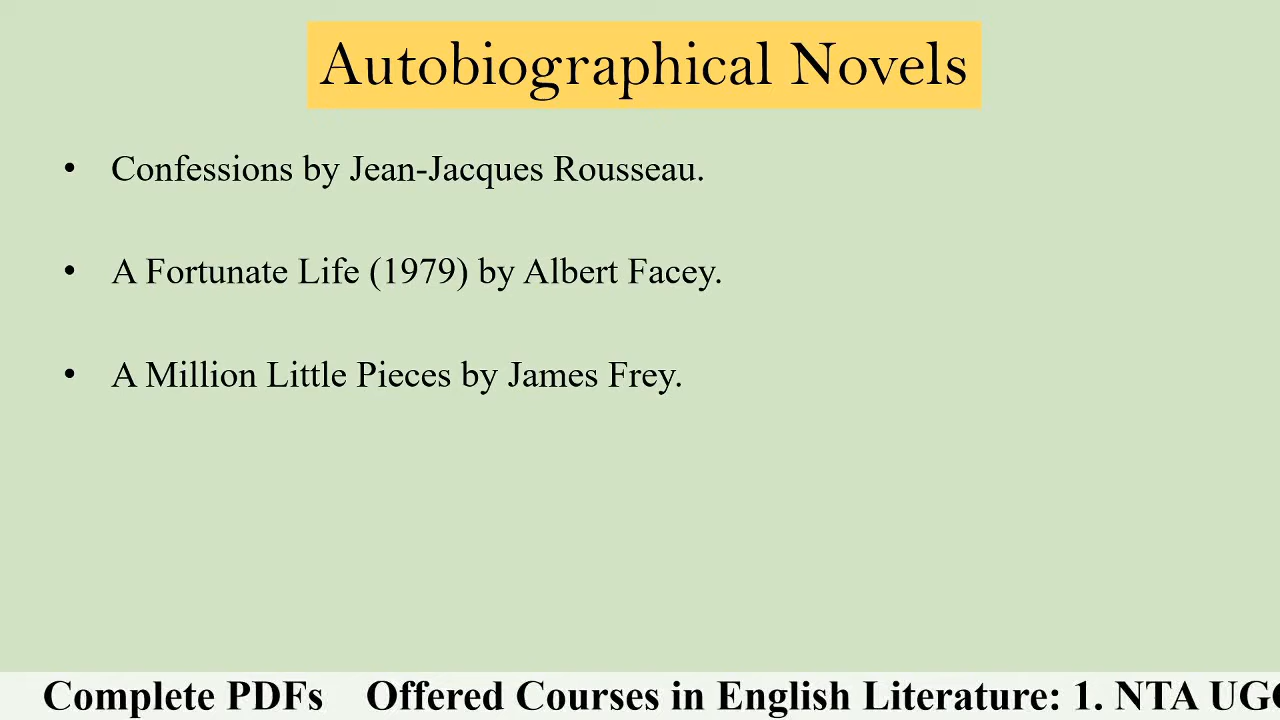 Autobiographical Novels
• Confessions by Jean-Jacques Rousseau.
• A Fortunate Life (1979) by Albert Facey.
• A Million Little Pieces by James Frey.
Complete PDFs Offered Courses in English Literature: 1. NTA UGC